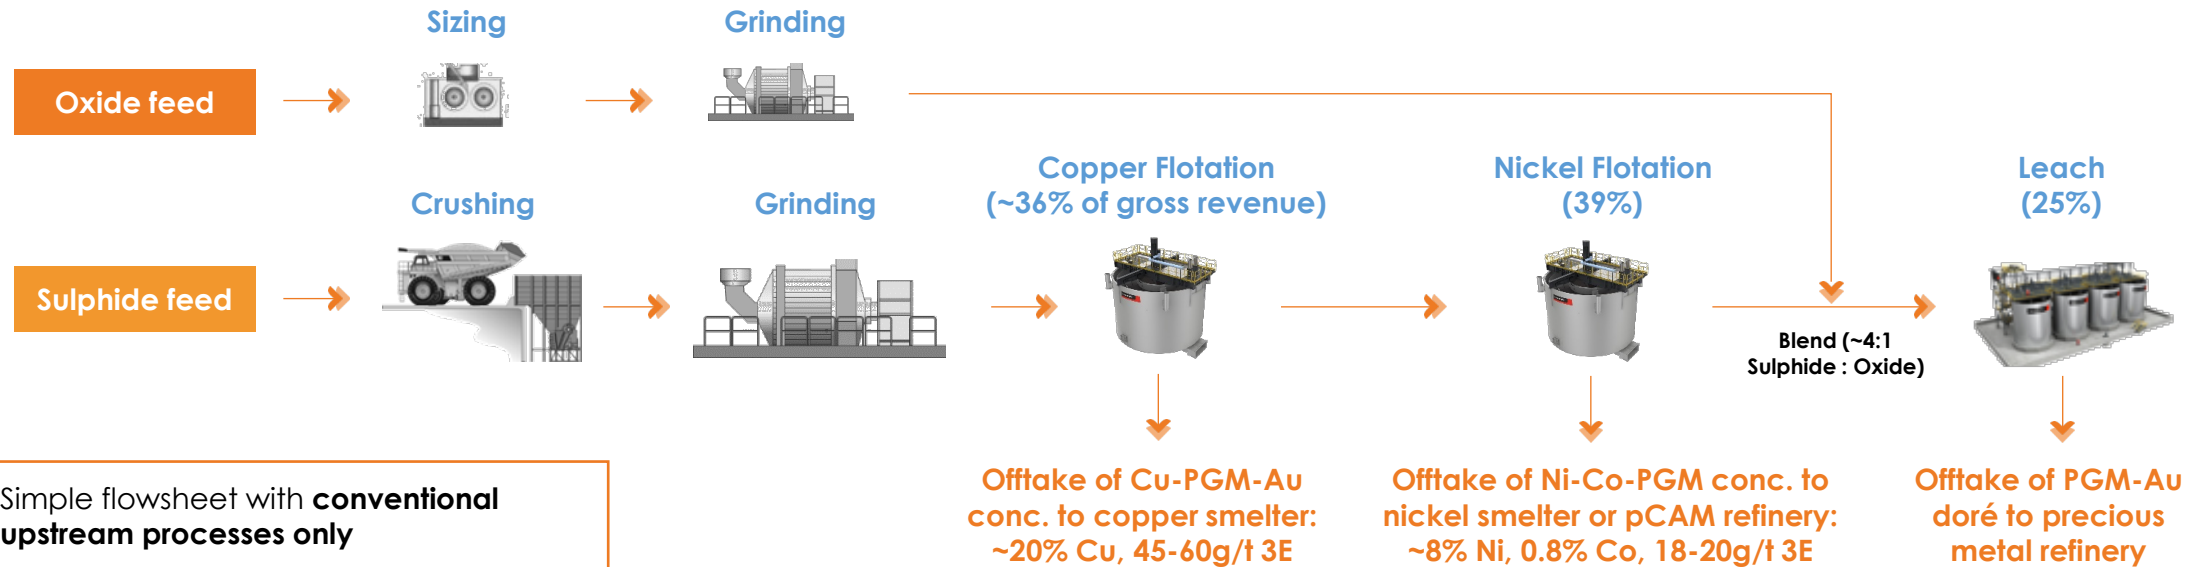 Sizing
Grinding
Oxide feed
Copper Flotation
(~36% of gross revenue)
Nickel Flotation
(39%)
Leach
(25%)
Crushing
Grinding
Sulphide feed
Blend (~4:1
Sulphide : Oxide)
Offtake of Cu-PGM-Au
conc. to copper smelter:
~20% Cu, 45-60g/t 3E
Offtake of Ni-Co-PGM conc. to
nickel smelter or pCAM refinery:
~8% Ni, 0.8% Co, 18-20g/t 3E
Offtake of PGM-Au
doré to precious
metal refinery
Simple flowsheet with conventional
upstream processes only